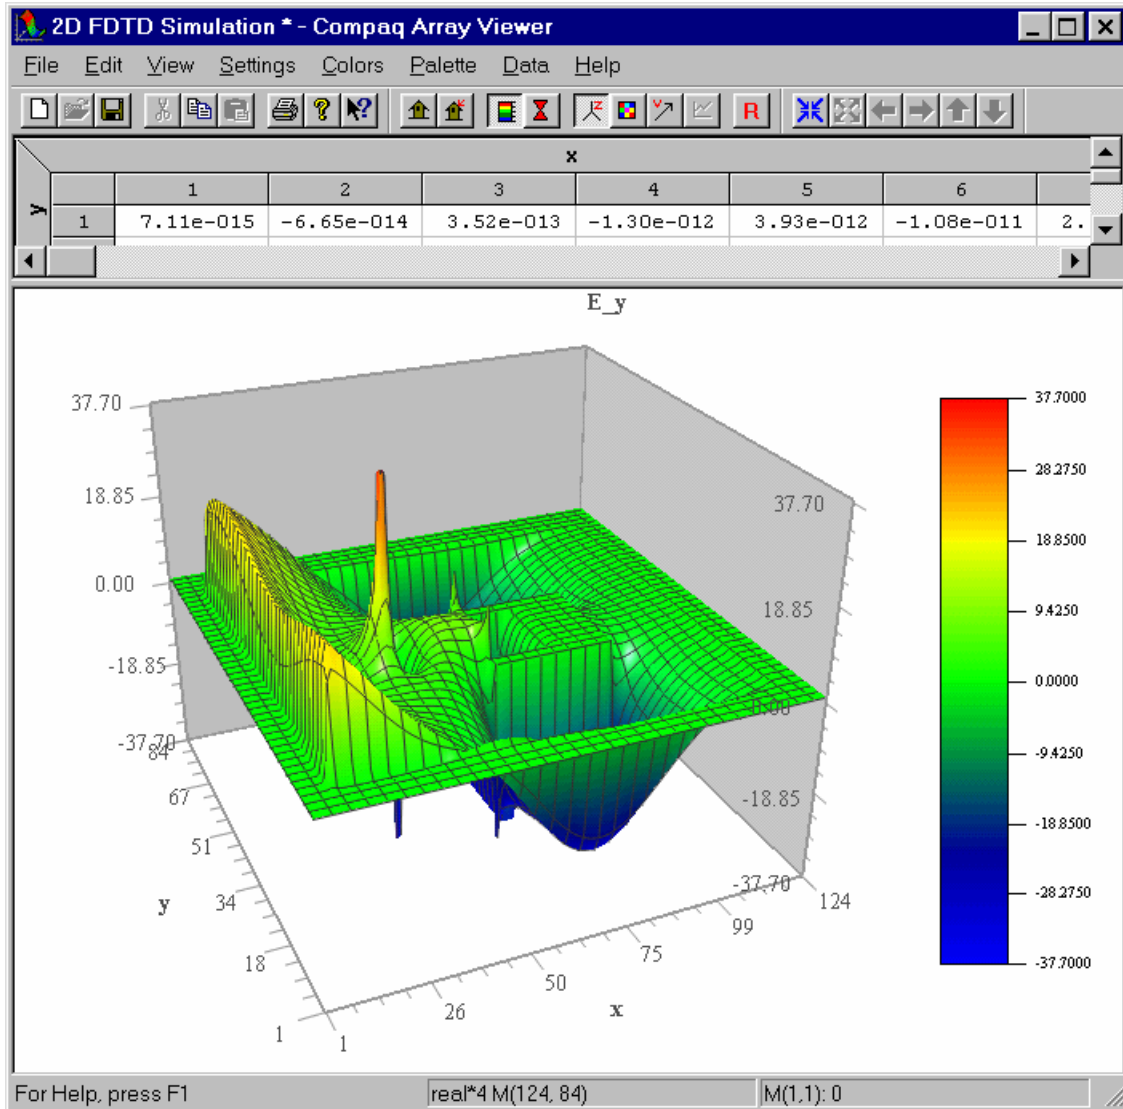 2D FDTD Simulation * - Compaq Array Viewer
File Edit View Settings Colors Palette Data Help
x
1 2 3 4 5 6
y
1 7.11e-015 -6.65e-014 3.52e-013 -1.30e-012 3.93e-012 -1.08e-011 2.
E_y
37.70
18.85
0.00
-18.85
-37.70
84
67
51
34
18
1
y
1
26
50
75
99
124
x
37.70
18.85
0.00
-18.85
-37.70
37.7000
28.2750
18.8500
9.4250
0.0000
-9.4250
-18.8500
-28.2750
-37.7000
For Help, press F1
real*4 M(124, 84)
M(1,1): 0